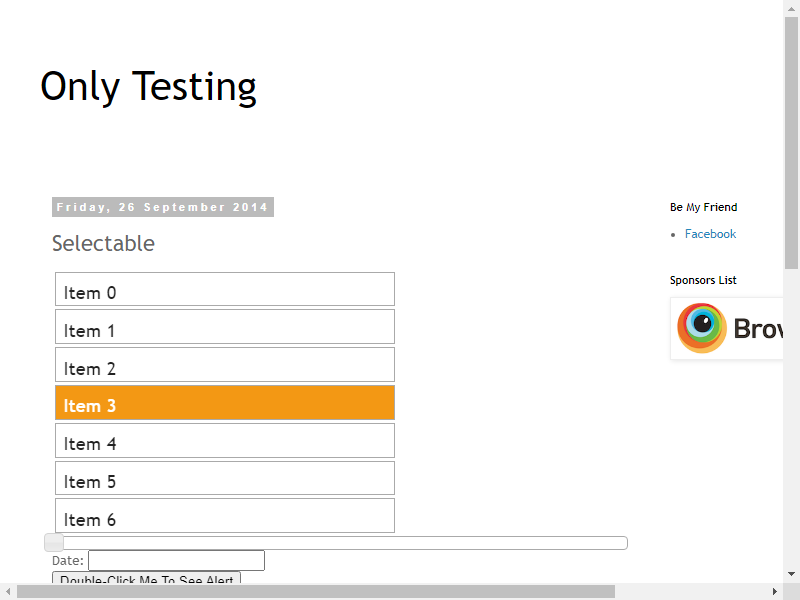 Only Testing
Friday, 26 September 2014
Selectable
Item 0
Item 1
Item 2
Item 3
Item 4
Item 5
Item 6
Date:
Double-Click Me To See Alert
Be My Friend
Facebook
Sponsors List
Brow